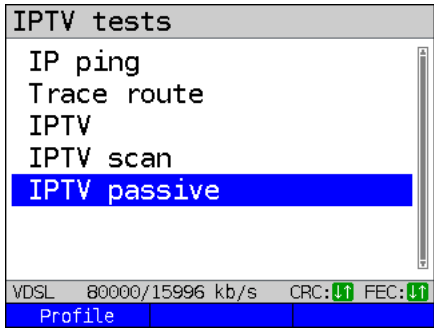 IPTV tests
IP ping
Trace route
IPTV
IPTV scan
IPTV passive
VDSL 80000/15996 kb/s CRC:↓↑ FEC:↓↑
Profile